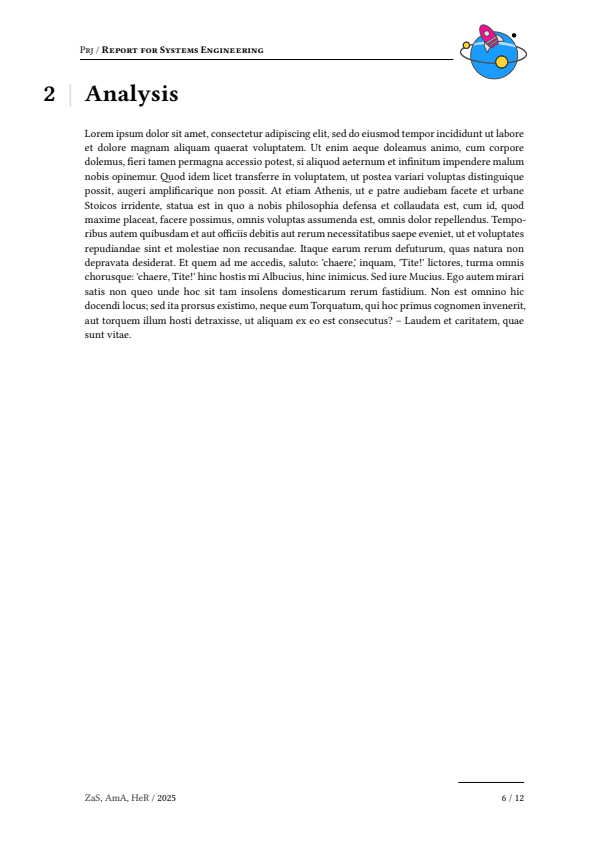 Prj / Report for Systems Engineering
2 Analysis
Lorem ipsum dolor sit amet, consectetur adipiscing elit, sed do eiusmod tempor incididunt ut labore
et dolore magnam aliquam quaerat voluptatem. Ut enim aeque doleamus animo, cum corpore
dolemus, fieri tamen permagna accessio potest, si aliquod aeternum et infinitum impendere malum
nobis opinemur. Quod idem licet transferre in voluptatem, ut postea variari voluptas distinguique
possit, augeri amplificarique non possit. At etiam Athenis, ut e patre audiebam facete et urbane
Stoicos irridente, statua est in quo a nobis philosophia defensa et collaudata est, cum id, quod
maxime placeat, facere possimus, omnis voluptas assumenda est, omnis dolor repellendus. Tempo-
ribus autem quibusdam et aut officiis debitis aut rerum necessitatibus saepe eveniet, ut et voluptates
repudiandae sint et molestiae non recusandae. Itaque earum rerum defuturum, quas natura non
depravata desiderat. Et quem ad me accedis, saluto: ‘chaere,’ inquam, ‘Tite!’ lictores, turma omnis
chorusque: ‘chaere, Tite!’ hinc hostis mi Albucius, hinc inimicus. Sed iure Mucius. Ego autem mirari
satis non queo unde hoc sit tam insolens domesticarum rerum fastidium. Non est omnino hic
docendi locus; sed ita prorsus existimo, neque eum Torquatum, qui hoc primus cognomen invenerit,
aut torquem illum hosti detraxisse, ut aliquam ex eo est consecutus? – Laudem et caritatem, quae
sunt vitae.
ZaS, AmA, HeR / 2025
6 / 12